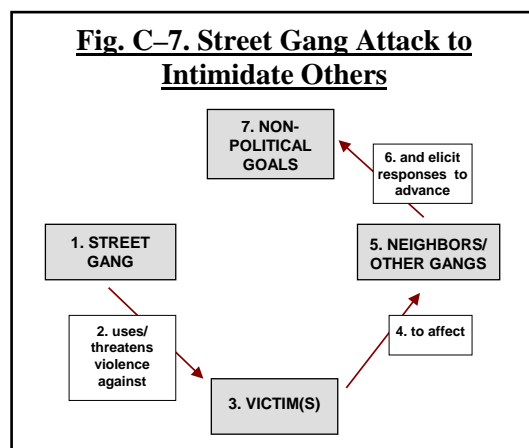 Fig. C–7. Street Gang Attack to
Intimidate Others
1. STREET
GANG
2. uses/
threatens
violence
against
3. VICTIM(S)
4. to affect
5. NEIGHBORS/
OTHER GANGS
6. and elicit
responses to
advance
7. NON-
POLITICAL
GOALS